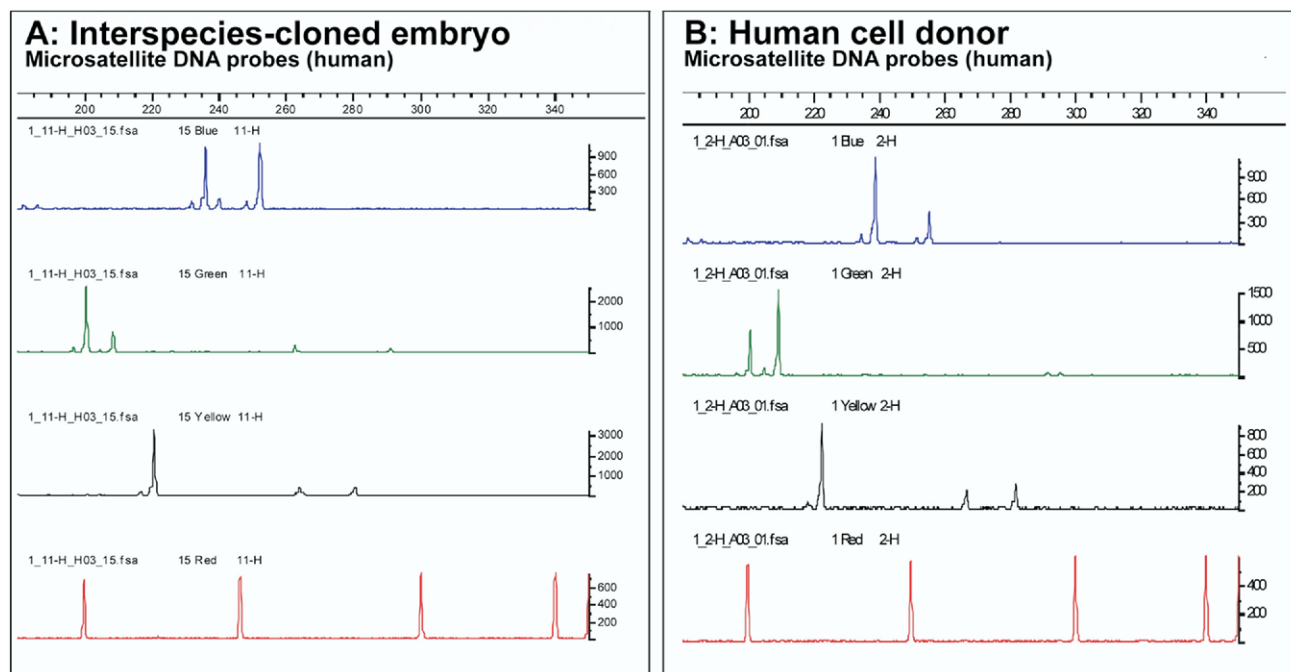 A: Interspecies-cloned embryo
Microsatellite DNA probes (human)
200 220 240 260 280 300 320 340
1_11-H_H03_15.fsa 15 Blue 11-H
900
600
300
1_11-H_H03_15.fsa 15 Green 11-H
2000
1000
1_11-H_H03_15.fsa 15 Yellow 11-H
3000
2000
1000
1_11-H_H03_15.fsa 15 Red 11-H
600
400
200
B: Human cell donor
Microsatellite DNA probes (human)
200 220 240 260 280 300 320 340
1_2-H_A03_01.fsa 1 Blue 2-H
900
600
300
1_2-H_A03_01.fsa 1 Green 2-H
1500
1000
500
1_2-H_A03_01.fsa 1 Yellow 2-H
800
600
400
200
1_2-H_A03_01.fsa 1 Red 2-H
400
200